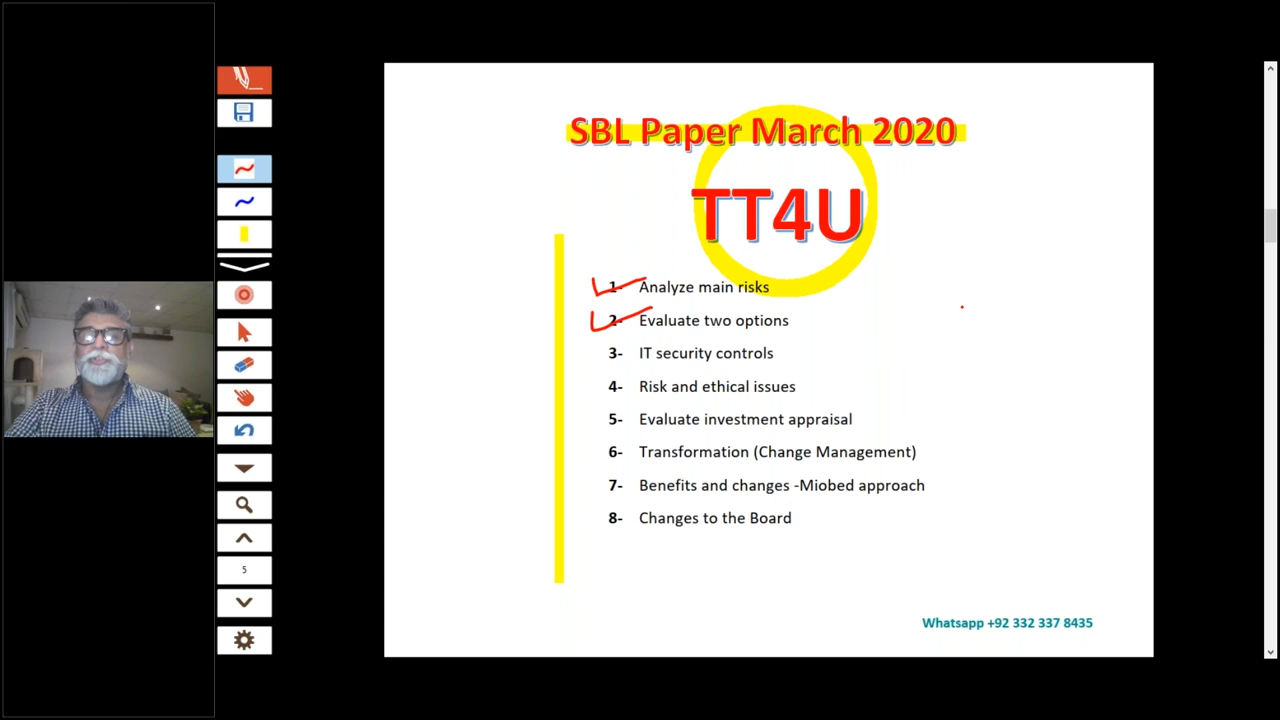 SBL Paper March 2020
TT4U
1- Analyze main risks
2- Evaluate two options
3- IT security controls
4- Risk and ethical issues
5- Evaluate investment appraisal
6- Transformation (Change Management)
7- Benefits and changes -Miobed approach
8- Changes to the Board
5
Whatsapp +92 332 337 8435